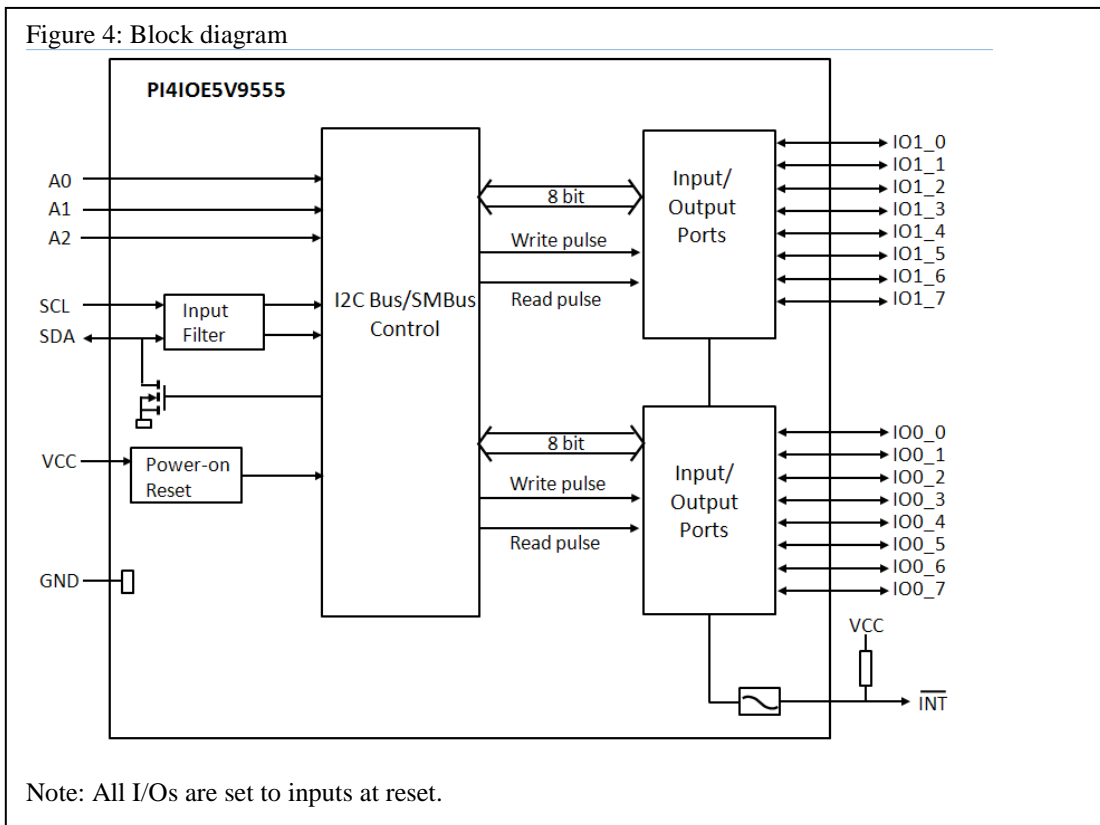 Figure 4: Block diagram
PI4IOE5V9555
A0
A1
A2
SCL
SDA
Input
Filter
VCC
Power-on
Reset
GND
I2C Bus/SMBus
Control
8 bit
Write pulse
Read pulse
Input/
Output
Ports
IO1_0
IO1_1
IO1_2
IO1_3
IO1_4
IO1_5
IO1_6
IO1_7
8 bit
Write pulse
Read pulse
Input/
Output
Ports
IO0_0
IO0_1
IO0_2
IO0_3
IO0_4
IO0_5
IO0_6
IO0_7
VCC
INT
Note: All I/Os are set to inputs at reset.